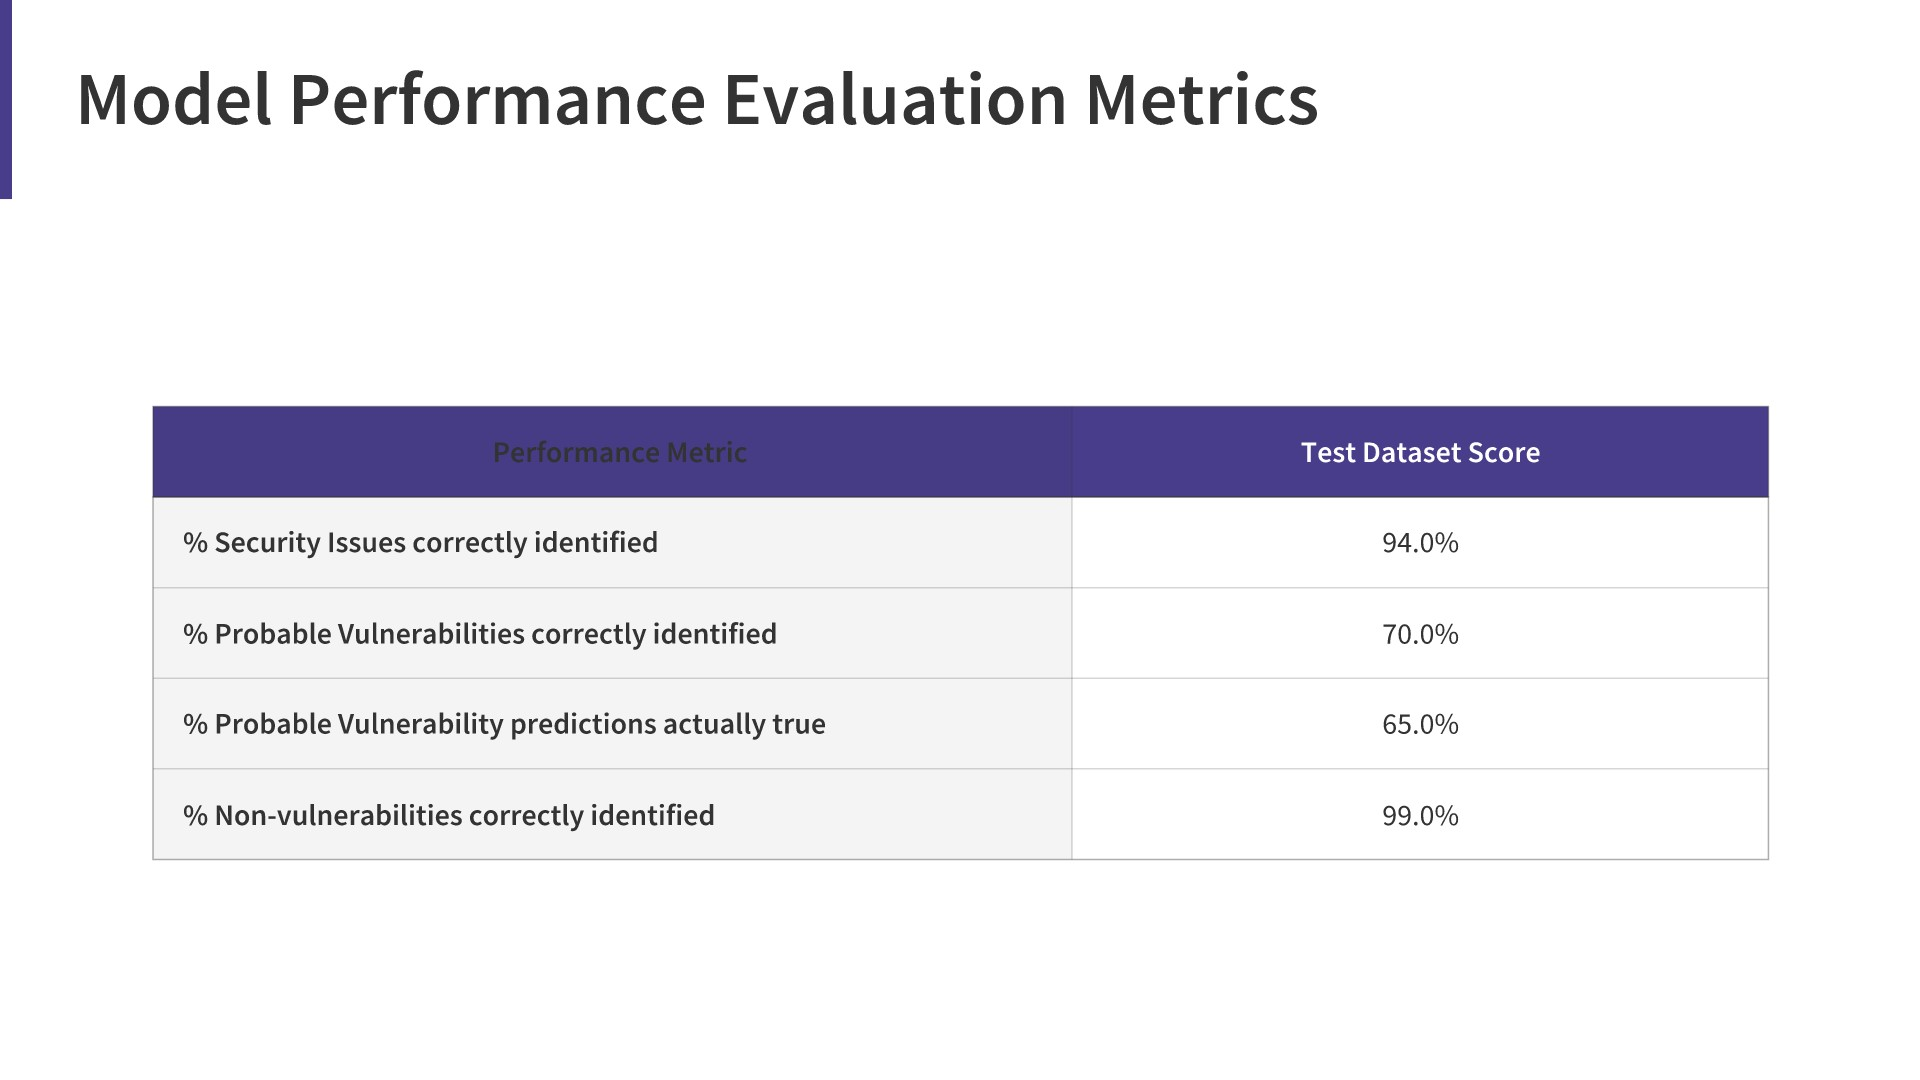 Model Performance Evaluation Metrics
Performance Metric
Test Dataset Score
% Security Issues correctly identified
94.0%
% Probable Vulnerabilities correctly identified
70.0%
% Probable Vulnerability predictions actually true
65.0%
% Non-vulnerabilities correctly identified
99.0%